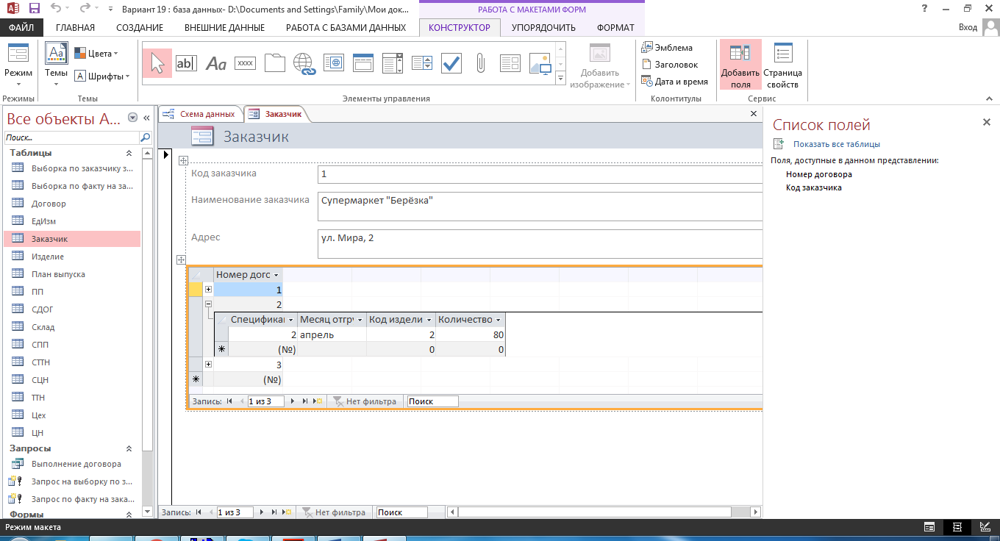 Вариант 19 : база данных- D:\Documents and Settings\Family\Мои док...
РАБОТА С МАКЕТАМИ ФОРМ
?
ФАЙЛ ГЛАВНАЯ СОЗДАНИЕ ВНЕШНИЕ ДАННЫЕ РАБОТА С БАЗАМИ ДАННЫХ КОНСТРУКТОР УПОРЯДОЧИТЬ ФОРМАТ Вход
Режим
Режимы
Aa
Темы
Цвета
A Шрифты
Темы
ab| Aa xxxx
Элементы управления
Добавить
изображение
Эмблема
Заголовок
Дата и время
Колонтитулы
Добавить
поля
Страница
свойств
Сервис
Все объекты A...
Поиск...
Таблицы
Выборка по заказчику з...
Выборка по факту на за...
Договор
ЕдИзм
Заказчик
Изделие
План выпуска
ПП
СДОГ
Склад
СПП
СТТН
СЦН
ТТН
Цех
ЦН
Запросы
Выполнение договора
Запрос на выборку по з...
Запрос по факту на зака...
Формы
Схема данных
Заказчик
Заказчик
Код заказчика 1
Наименование заказчика Супермаркет "Берёзка"
Адрес ул. Мира, 2
Номер догс
1
2
Специфика Месяц отгру Код издели Количество
2 апрель 2 80
(№) 0 0
3
(№)
Запись: 1 из 3 Нет фильтра Поиск
Запись: 1 из 3 Нет фильтра Поиск
Список полей
Показать все таблицы
Поля, доступные в данном представлении:
Номер договора
Код заказчика
Режим макета